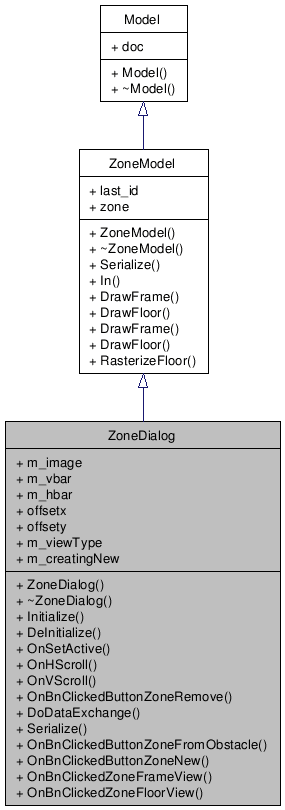 Model
+ doc
+ Model()
+ ~Model()
ZoneModel
+ last_id
+ zone
+ ZoneModel()
+ ~ZoneModel()
+ Serialize()
+ In()
+ DrawFrame()
+ DrawFloor()
+ DrawFrame()
+ DrawFloor()
+ RasterizeFloor()
ZoneDialog
+ m_image
+ m_vbar
+ m_hbar
+ offsetx
+ offsety
+ m_viewType
+ m_creatingNew
+ ZoneDialog()
+ ~ZoneDialog()
+ Initialize()
+ DeInitialize()
+ OnSetActive()
+ OnHScroll()
+ OnVScroll()
+ OnBnClickedButtonZoneRemove()
+ DoDataExchange()
+ Serialize()
+ OnBnClickedButtonZoneFromObstacle()
+ OnBnClickedButtonZoneNew()
+ OnBnClickedZoneFrameView()
+ OnBnClickedZoneFloorView()